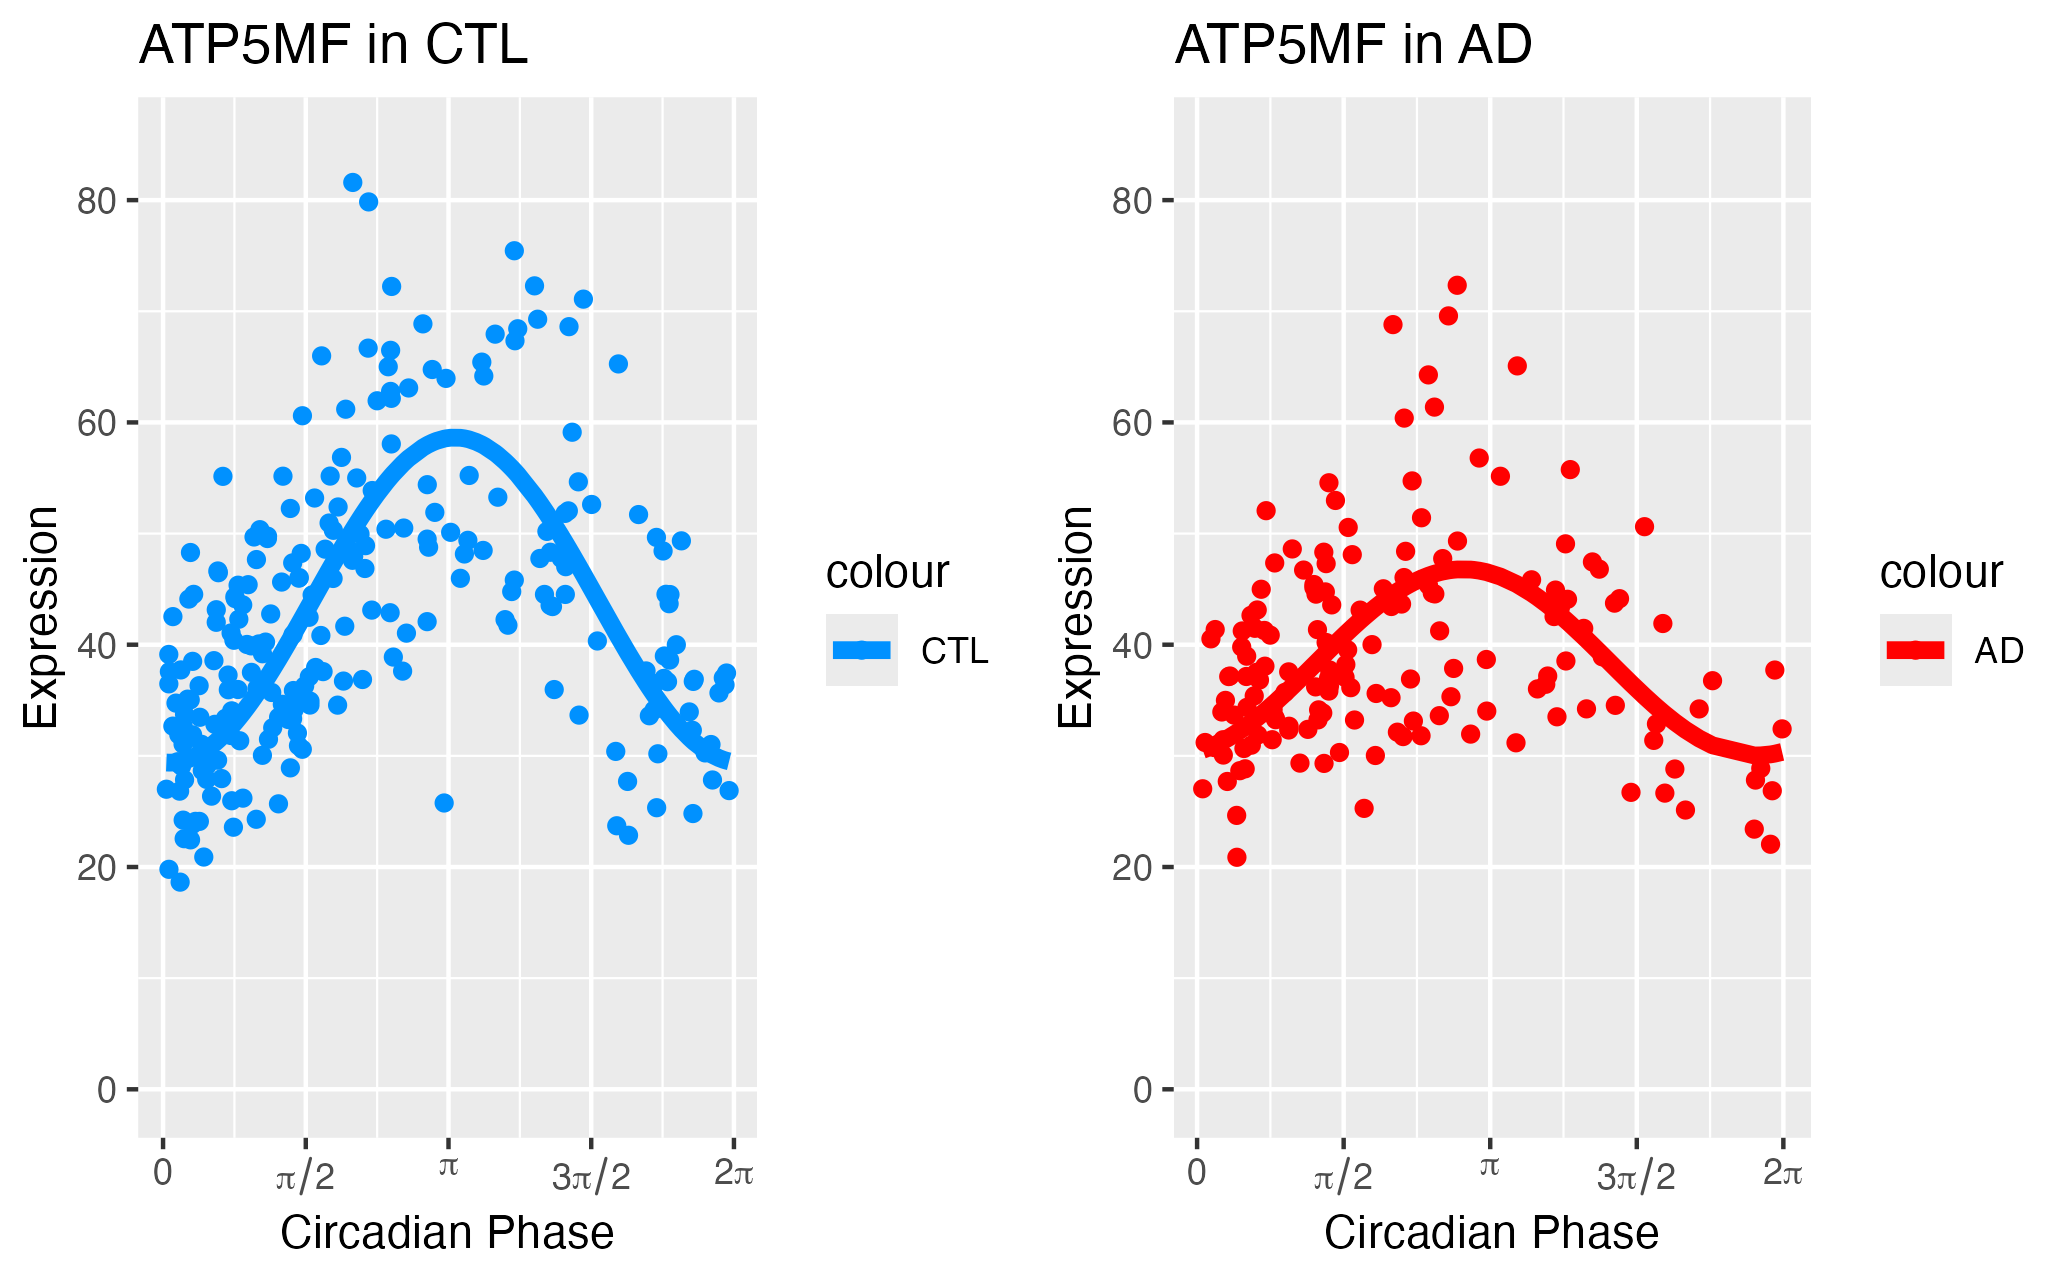 ATP5MF in CTL
Expression
80
60
40
20
0
0 π/2 π 3π/2 2π
Circadian Phase
colour
CTL
ATP5MF in AD
Expression
80
60
40
20
0
0 π/2 π 3π/2 2π
Circadian Phase
colour
AD